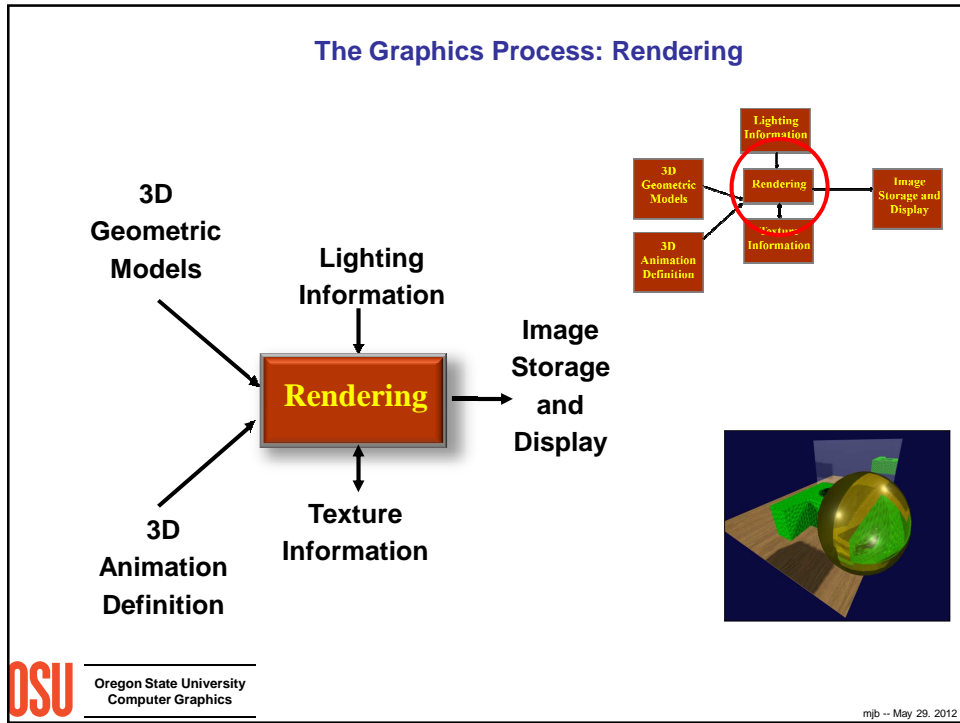 The Graphics Process: Rendering
3D
Geometric
Models
Lighting
Information
Rendering
Image
Storage
and
Display
3D
Animation
Definition
Texture
Information
Lighting
Information
3D
Geometric
Models
Rendering
Image
Storage and
Display
3D
Animation
Definition
Texture
Information
OSU
Oregon State University
Computer Graphics
mjb -- May 29. 2012